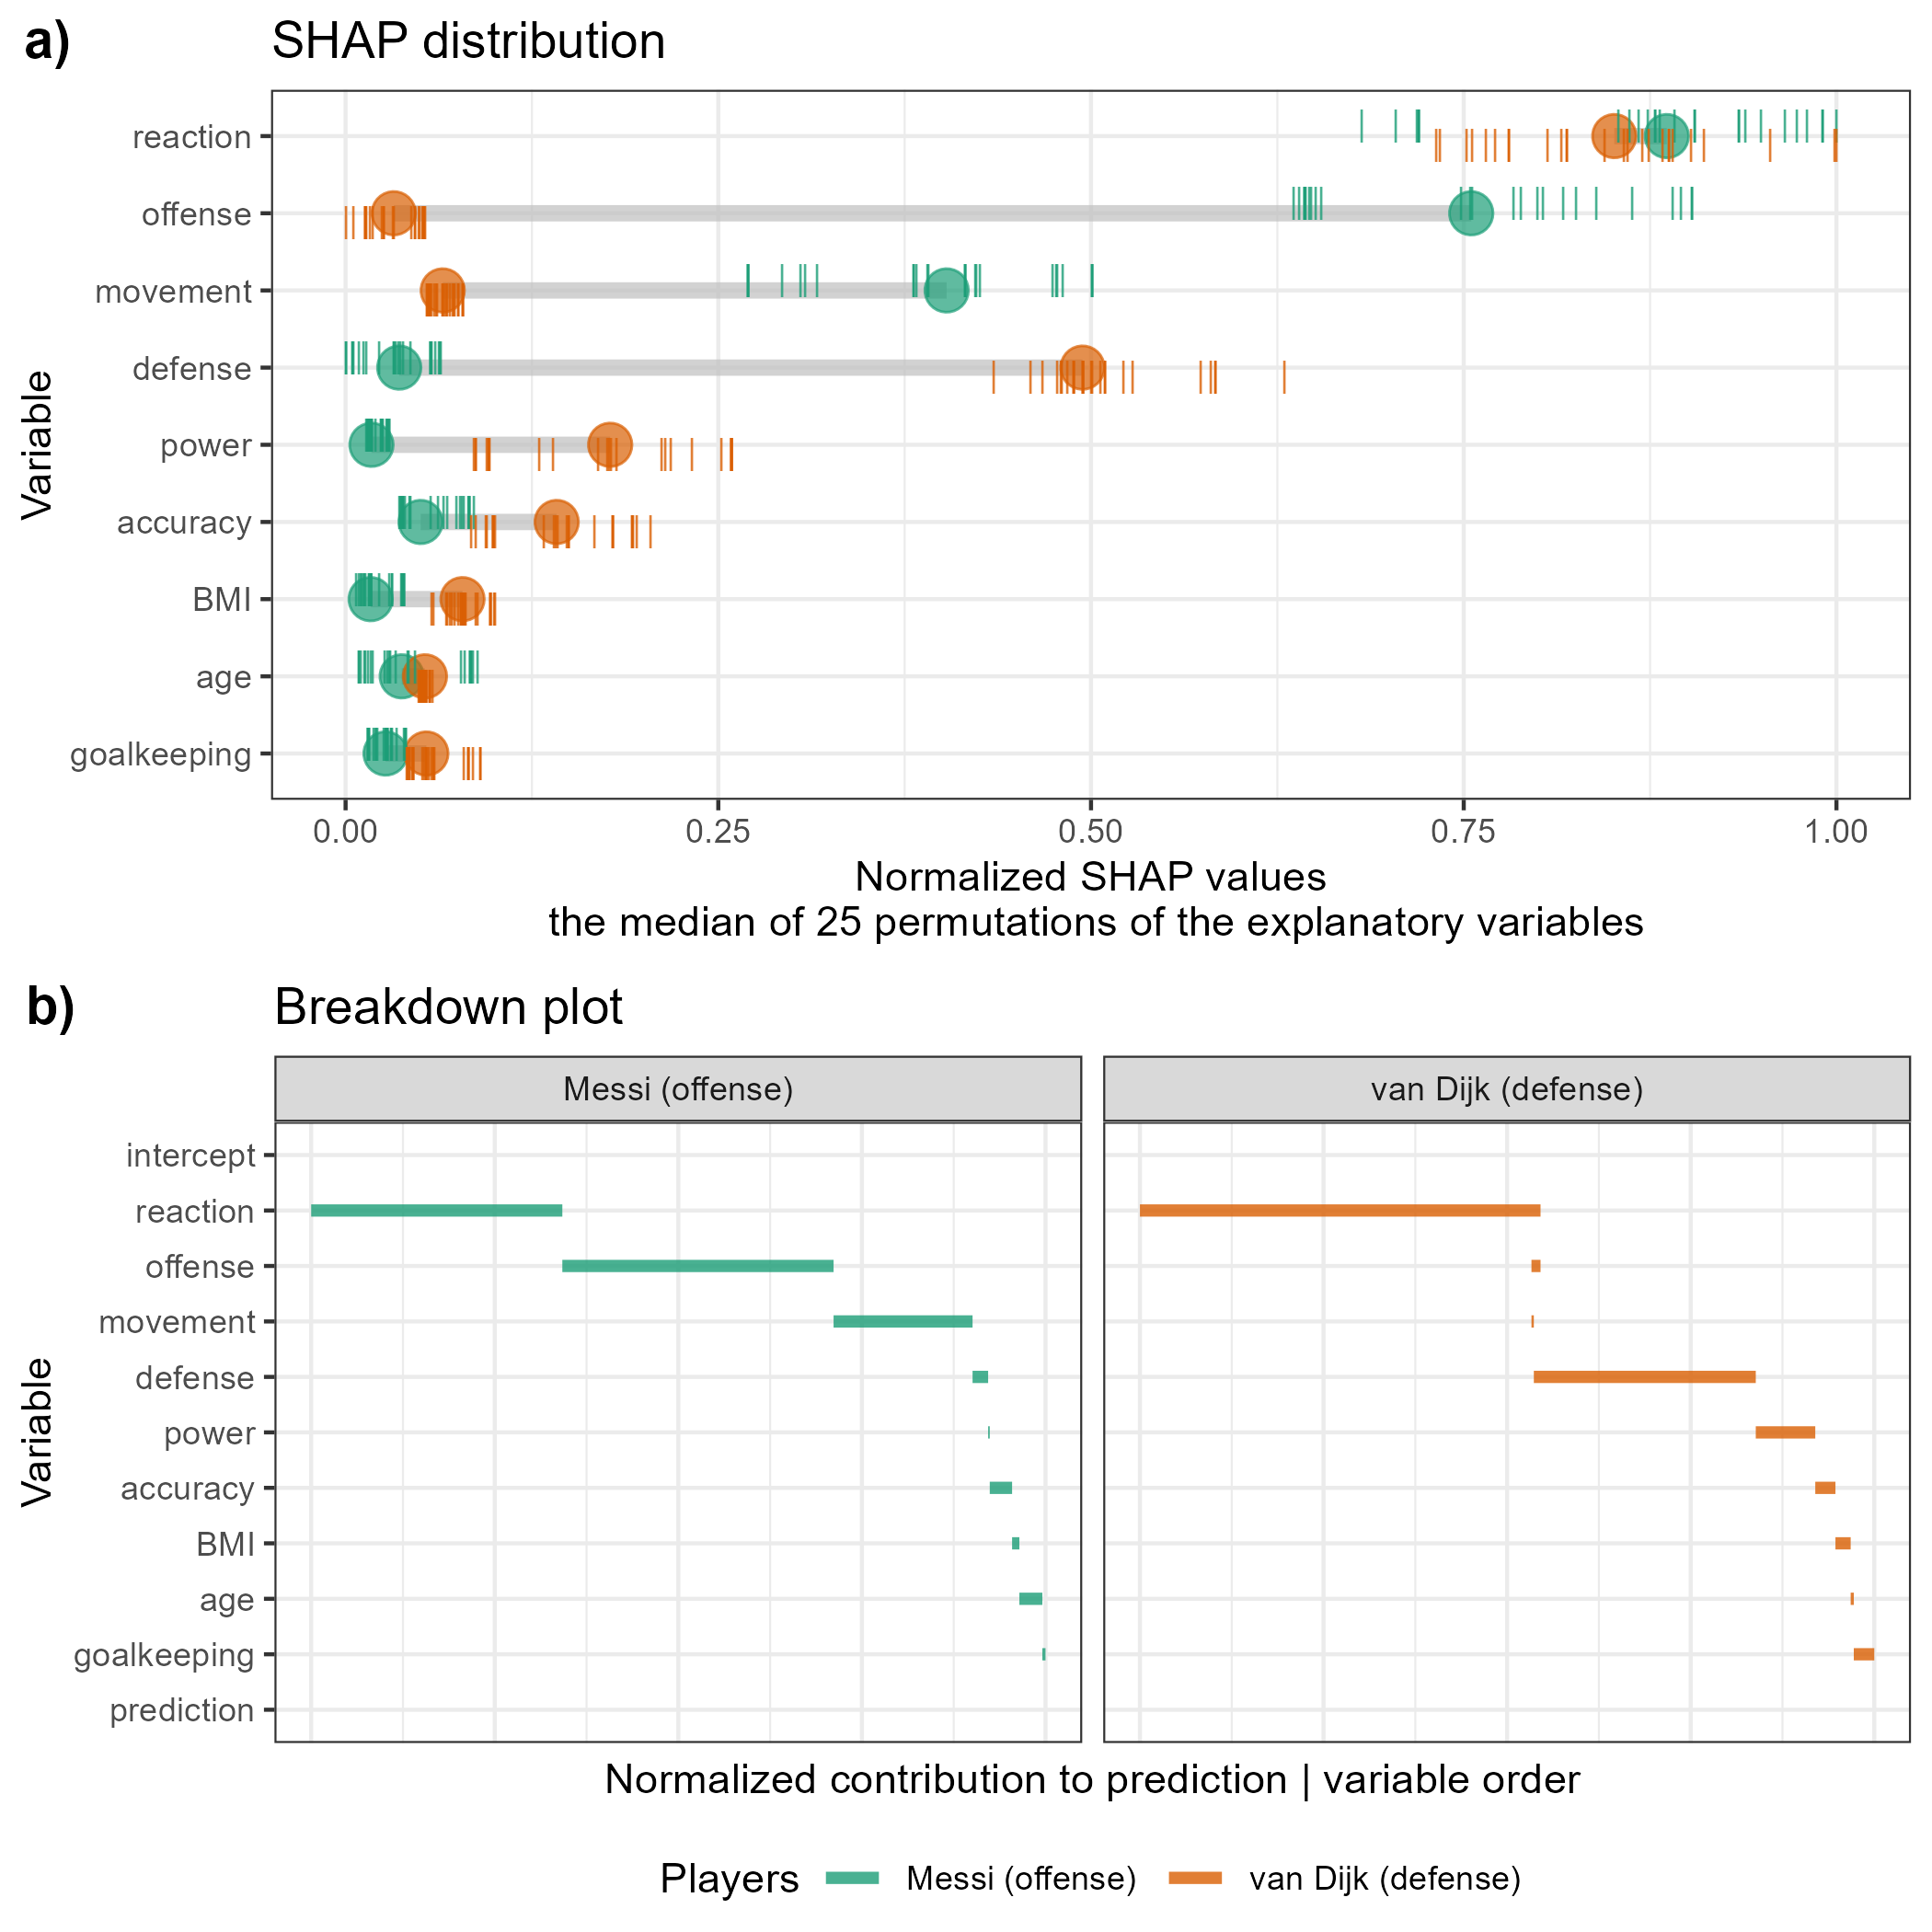 a)
SHAP distribution
Variable
reaction
offense
movement
defense
power
accuracy
BMI
age
goalkeeping
0.00 0.25 0.50 0.75 1.00
Normalized SHAP values
the median of 25 permutations of the explanatory variables
b)
Breakdown plot
Messi (offense) van Dijk (defense)
Variable
intercept
reaction
offense
movement
defense
power
accuracy
BMI
age
goalkeeping
prediction
Normalized contribution to prediction | variable order
Players Messi (offense) van Dijk (defense)